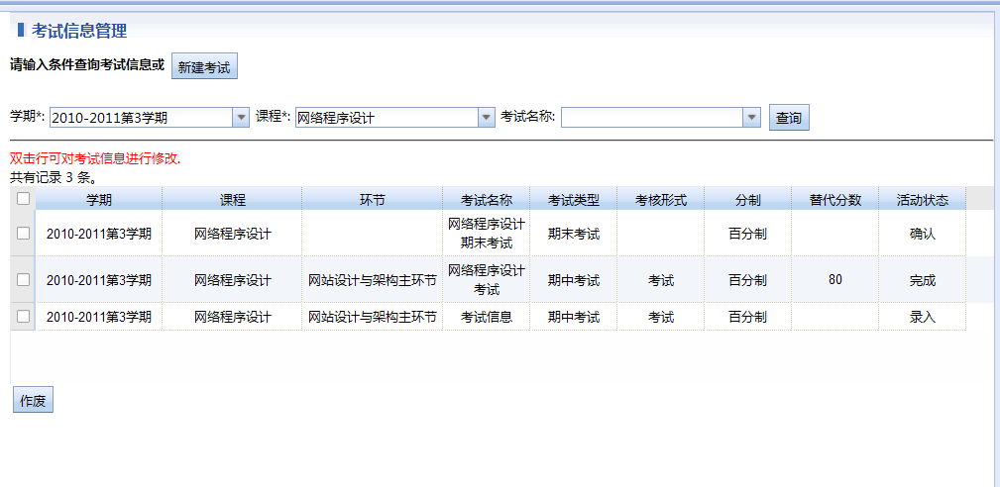 考试信息管理
请输入条件查询考试信息或 新建考试
学期*: 2010-2011第3学期 课程*: 网络程序设计 考试名称: 查询
双击行可对考试信息进行修改.
共有记录 3 条。
学期 课程 环节 考试名称 考试类型 考核形式 分制 替代分数 活动状态
2010-2011第3学期 网络程序设计 网络程序设计期末考试 期末考试 百分制 确认
2010-2011第3学期 网络程序设计 网站设计与架构主环节 网络程序设计考试 期中考试 考试 百分制 80 完成
2010-2011第3学期 网络程序设计 网站设计与架构主环节 考试信息 期中考试 考试 百分制 录入
作废